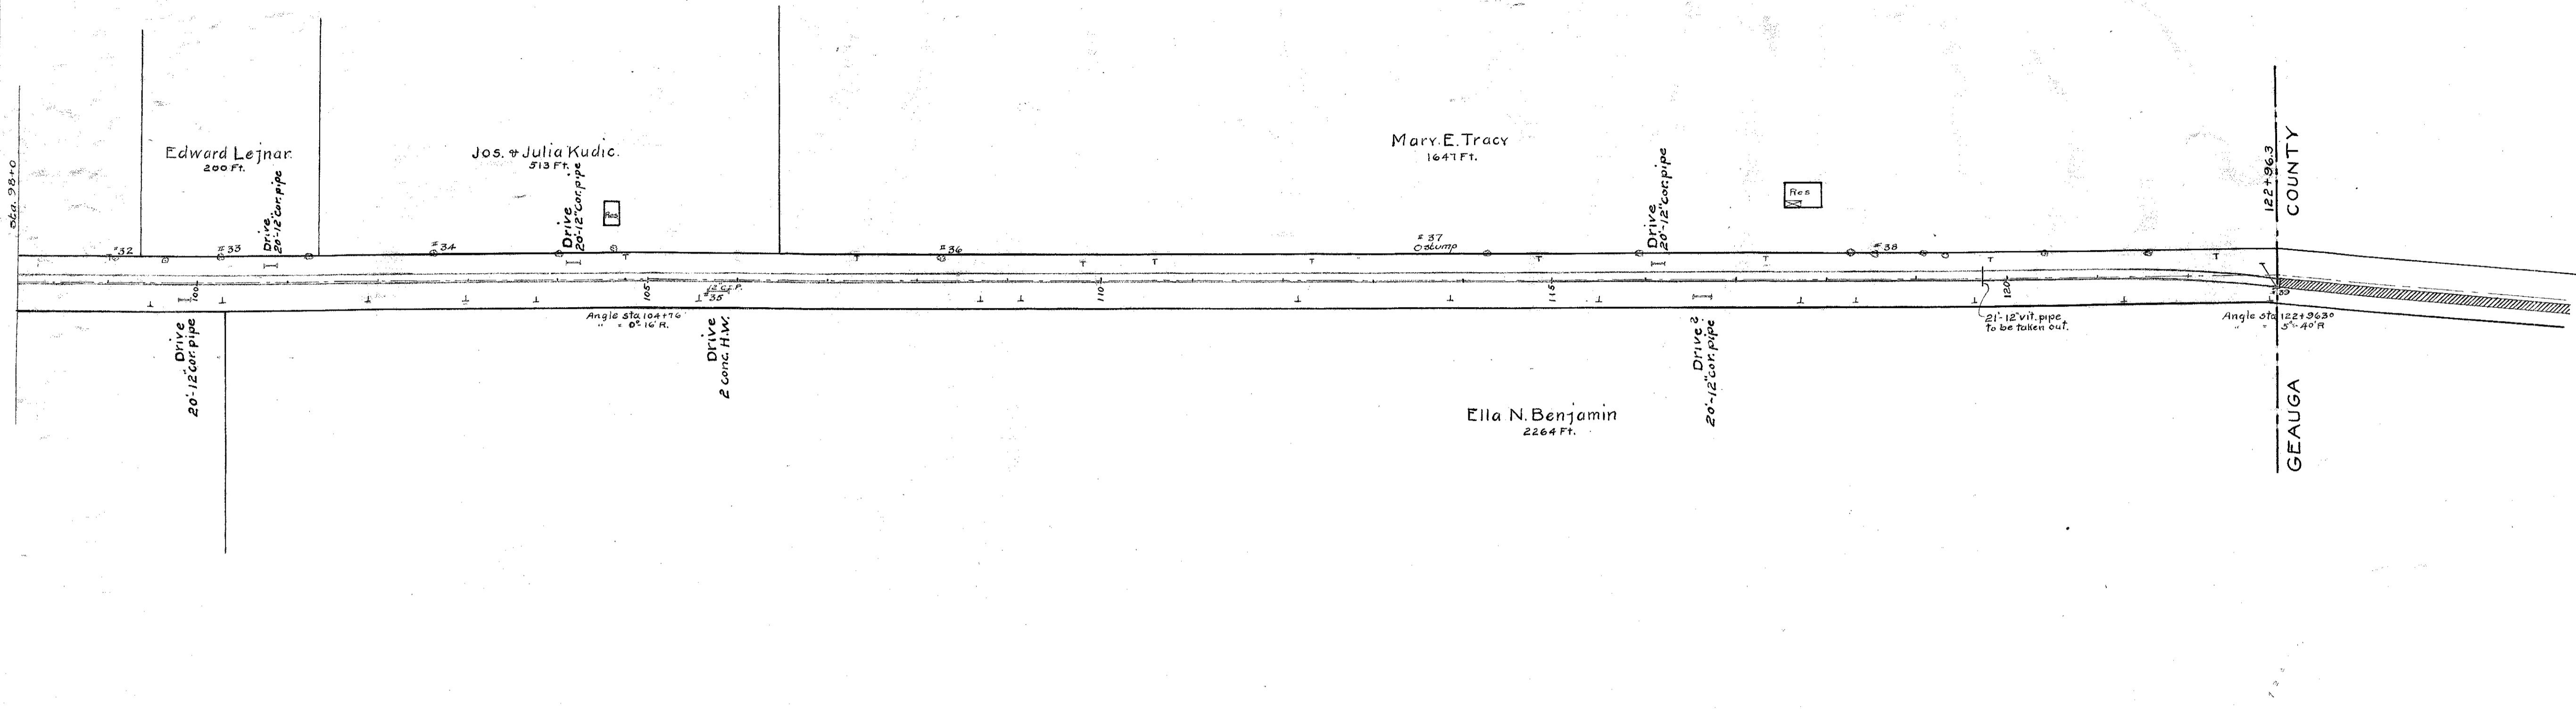 Sta. 98+0
Edward Lejnar.
200 Ft.
Drive
20'-12"cor.pipe
Jos. & Julia Kudic.
513 Ft.
Drive
20'-12"cor.pipe
Res
Mary. E. Tracy
1647 Ft.
Drive
20'-12"cor.pipe
Res
122+96.3
COUNTY
#32
#33
#34
#36
#37
O stump
#38
100
105
#35
110
115
120
#39
Drive
20'-12"cor.pipe
Angle sta 104+76
" = 0°-16'R.
Drive
2 conc. H.W.
Drive
20'-12"cor.pipe
21'-12"vit.pipe
to be taken out.
Angle sta 122+9630
" = 5°-40'R
Ella N. Benjamin
2264 Ft.
GEAUGA